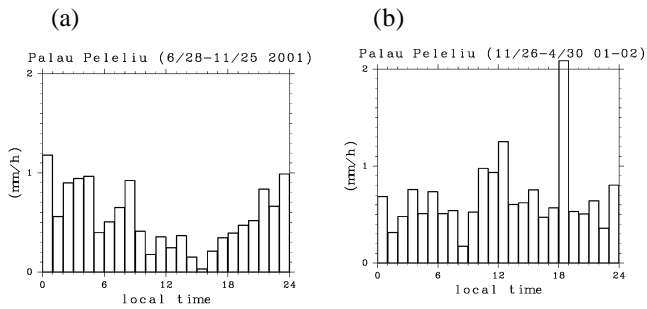 (a)
Palau Peleliu (6/28-11/25 2001)
2
1
0
(mm/h)
0 6 12 18 24
local time
(b)
Palau Peleliu (11/26-4/30 01-02)
2
1
0
(mm/h)
0 6 12 18 24
local time